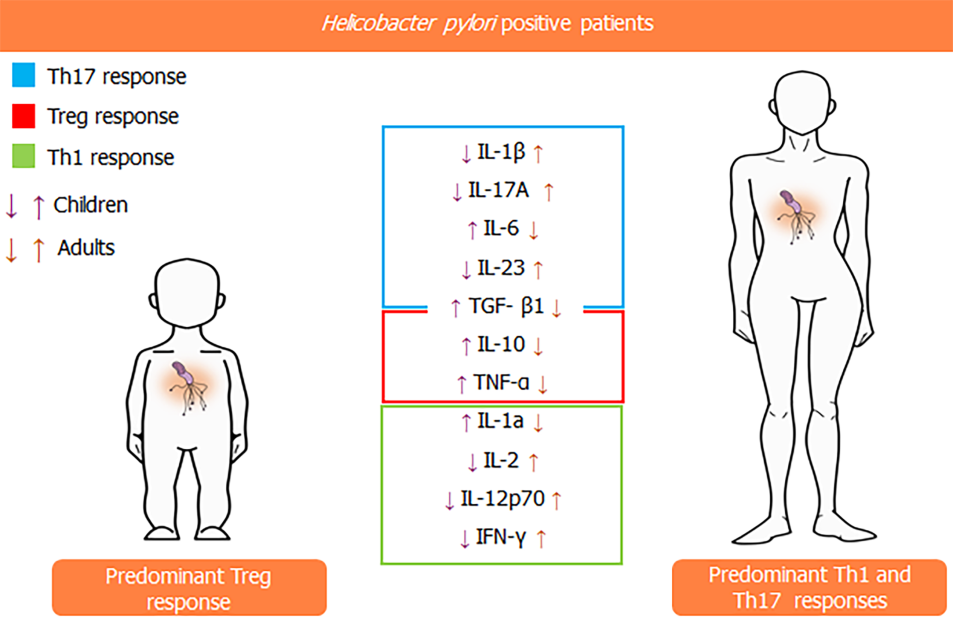 Helicobacter pylori positive patients
Th17 response
Treg response
Th1 response
↓ ↑ Children
↓ ↑ Adults
↓ IL-1β ↑
↓ IL-17A ↑
↑ IL-6 ↓
↓ IL-23 ↑
↑ TGF- β1 ↓
↑ IL-10 ↓
↑ TNF-α ↓
↑ IL-1a ↓
↓ IL-2 ↑
↓ IL-12p70 ↑
↓ IFN-γ ↑
Predominant Treg
response
Predominant Th1 and
Th17 responses